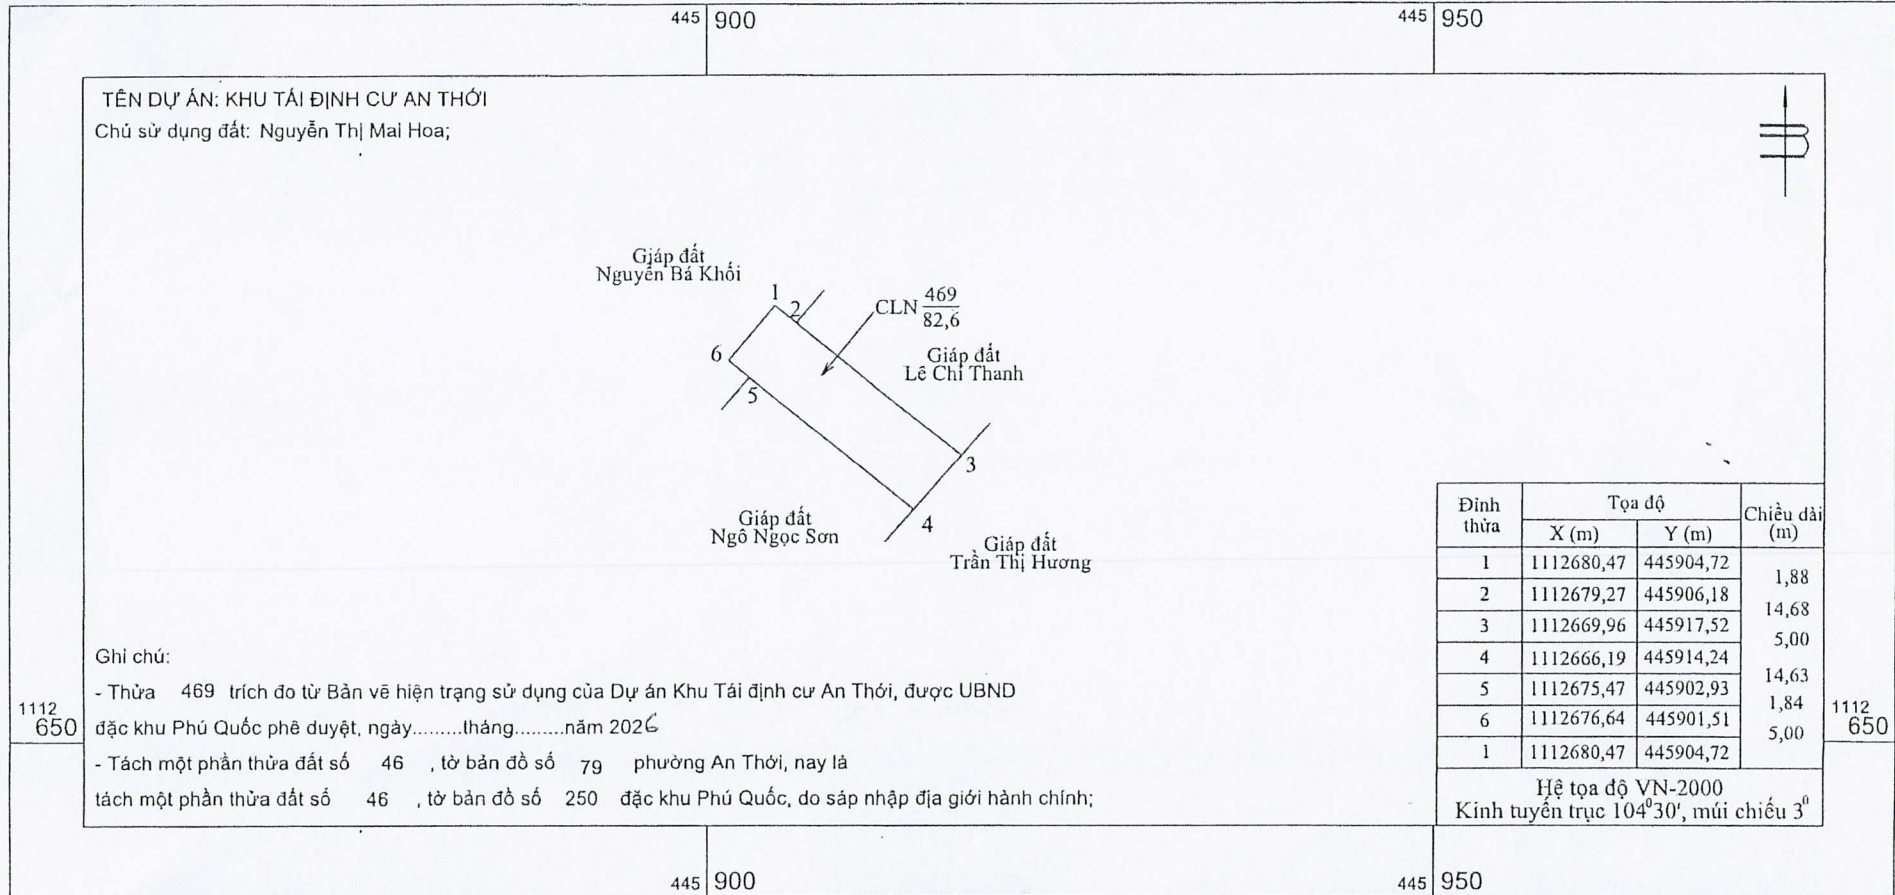 445 900
445 950
TÊN DỰ ÁN: KHU TÁI ĐỊNH CƯ AN THỚI
Chủ sử dụng đất: Nguyễn Thị Mai Hoa;
Giáp đất
Nguyễn Bá Khối
1
2
CLN 469
82,6
6
Giáp đất
Lê Chí Thanh
5
3
Giáp đất
Ngô Ngọc Sơn
4
Giáp đất
Trần Thị Hương
Đỉnh thửa Tọa độ Chiều dài (m)
X (m) Y (m)
1 1112680,47 445904,72
1,88
2 1112679,27 445906,18
14,68
3 1112669,96 445917,52
5,00
4 1112666,19 445914,24
14,63
5 1112675,47 445902,93
1,84
6 1112676,64 445901,51
5,00
1 1112680,47 445904,72
Hệ tọa độ VN-2000
Kinh tuyến trục 104⁰30', múi chiếu 3⁰
Ghi chú:
- Thửa 469 trích đo từ Bản vẽ hiện trạng sử dụng của Dự án Khu Tái định cư An Thới, được UBND
đặc khu Phú Quốc phê duyệt, ngày.........tháng.........năm 2026
- Tách một phần thửa đất số 46 , tờ bản đồ số 79 phường An Thới, nay là
tách một phần thửa đất số 46 , tờ bản đồ số 250 đặc khu Phú Quốc, do sáp nhập địa giới hành chính;
1112
650
1112
650
445 900
445 950